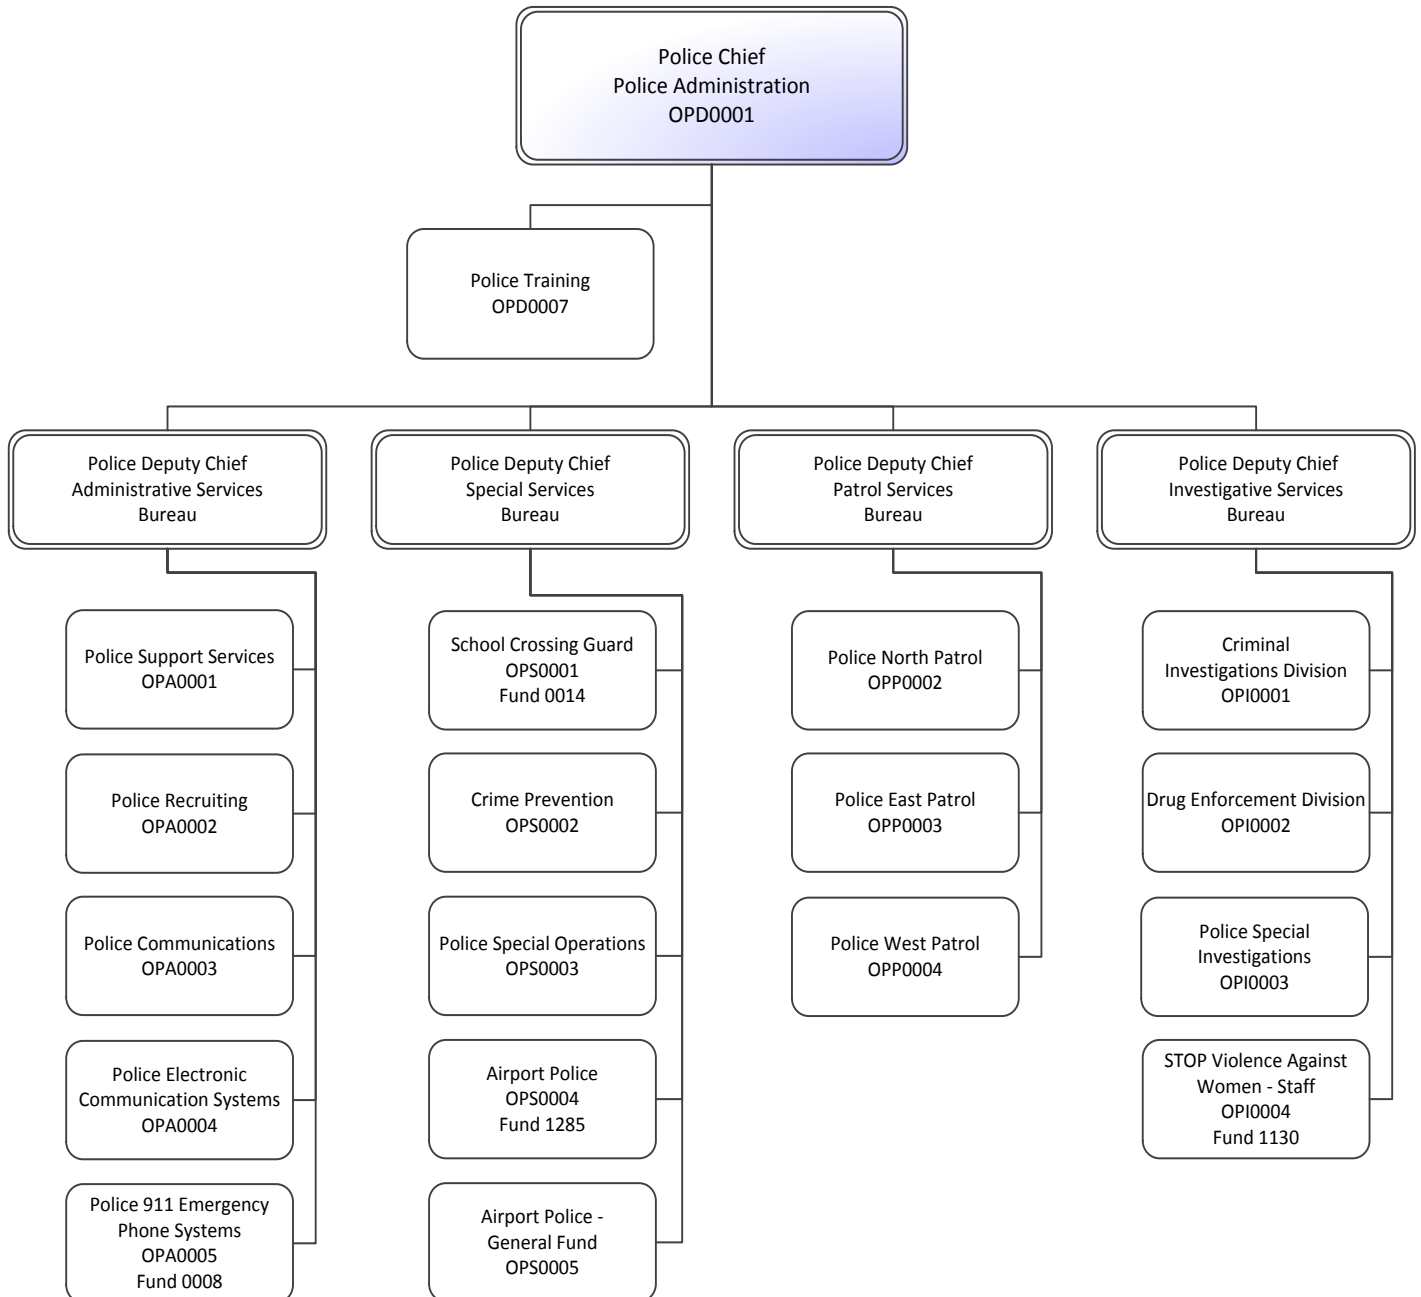 Police Chief
Police Administration
OPD0001
Police Training
OPD0007
Police Deputy Chief
Administrative Services
Bureau
Police Deputy Chief
Special Services
Bureau
Police Deputy Chief
Patrol Services
Bureau
Police Deputy Chief
Investigative Services
Bureau
Police Support Services
OPA0001
Police Recruiting
OPA0002
Police Communications
OPA0003
Police Electronic
Communication Systems
OPA0004
Police 911 Emergency
Phone Systems
OPA0005
Fund 0008
School Crossing Guard
OPS0001
Fund 0014
Crime Prevention
OPS0002
Police Special Operations
OPS0003
Airport Police
OPS0004
Fund 1285
Airport Police -
General Fund
OPS0005
Police North Patrol
OPP0002
Police East Patrol
OPP0003
Police West Patrol
OPP0004
Criminal
Investigations Division
OPI0001
Drug Enforcement Division
OPI0002
Police Special
Investigations
OPI0003
STOP Violence Against
Women - Staff
OPI0004
Fund 1130